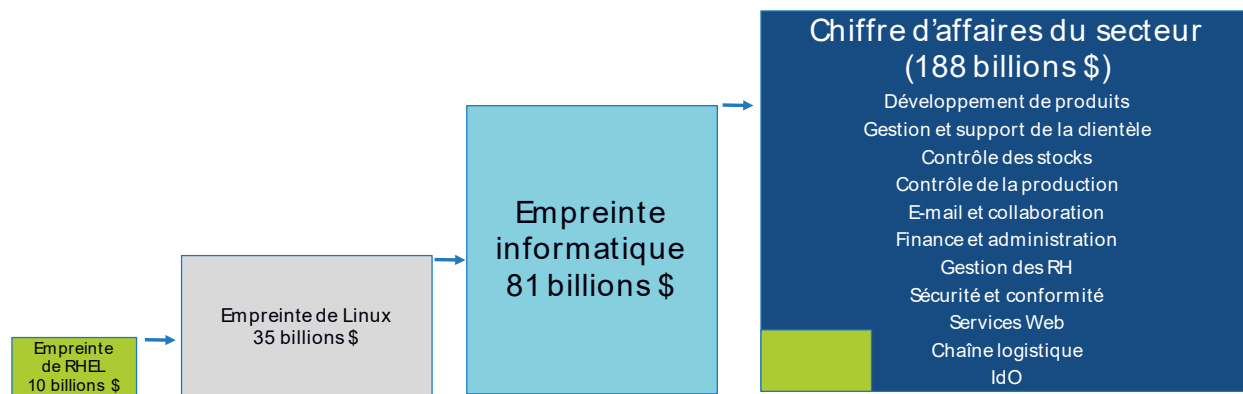 Empreinte
de RHEL
10 billions $
Empreinte de Linux
35 billions $
Empreinte
informatique
81 billions $
Chiffre d'affaires du secteur
(188 billions $)
Développement de produits
Gestion et support de la clientèle
Contrôle des stocks
Contrôle de la production
E-mail et collaboration
Finance et administration
Gestion des RH
Sécurité et conformité
Services Web
Chaîne logistique
IdO